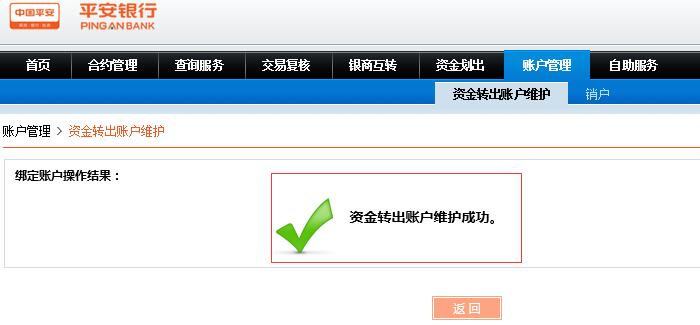 中国平安
平安银行
PING AN BANK
首页 合约管理 查询服务 交易复核 银商互转 资金划出 账户管理 自助服务
资金转出账户维护 销户
账户管理 > 资金转出账户维护
绑定账户操作结果：
资金转出账户维护成功。
返回